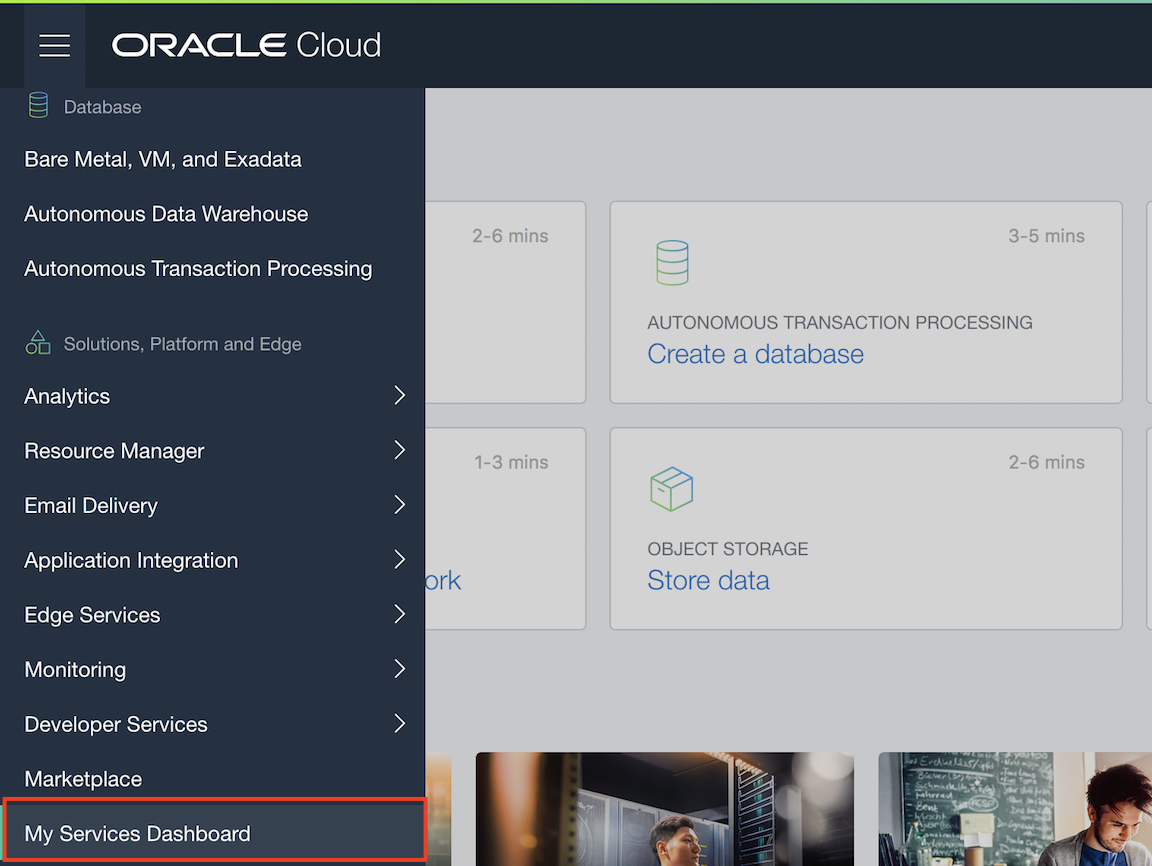 ORACLE Cloud
Database
Bare Metal, VM, and Exadata
Autonomous Data Warehouse
Autonomous Transaction Processing
Solutions, Platform and Edge
Analytics
Resource Manager
Email Delivery
Application Integration
Edge Services
Monitoring
Developer Services
Marketplace
My Services Dashboard
2-6 mins
3-5 mins
AUTONOMOUS TRANSACTION PROCESSING
Create a database
1-3 mins
ork
2-6 mins
OBJECT STORAGE
Store data